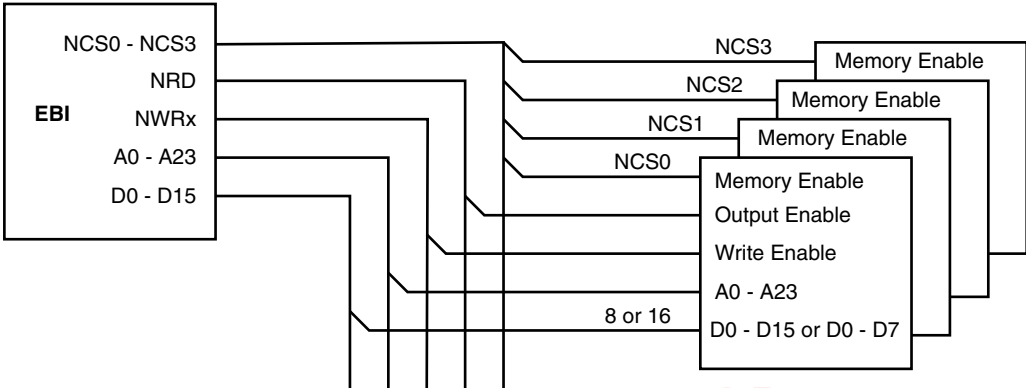 NCS0 - NCS3
NRD
EBI
NWRx
A0 - A23
D0 - D15
NCS3
Memory Enable
NCS2
Memory Enable
NCS1
Memory Enable
NCS0
Memory Enable
Output Enable
Write Enable
A0 - A23
8 or 16
D0 - D15 or D0 - D7